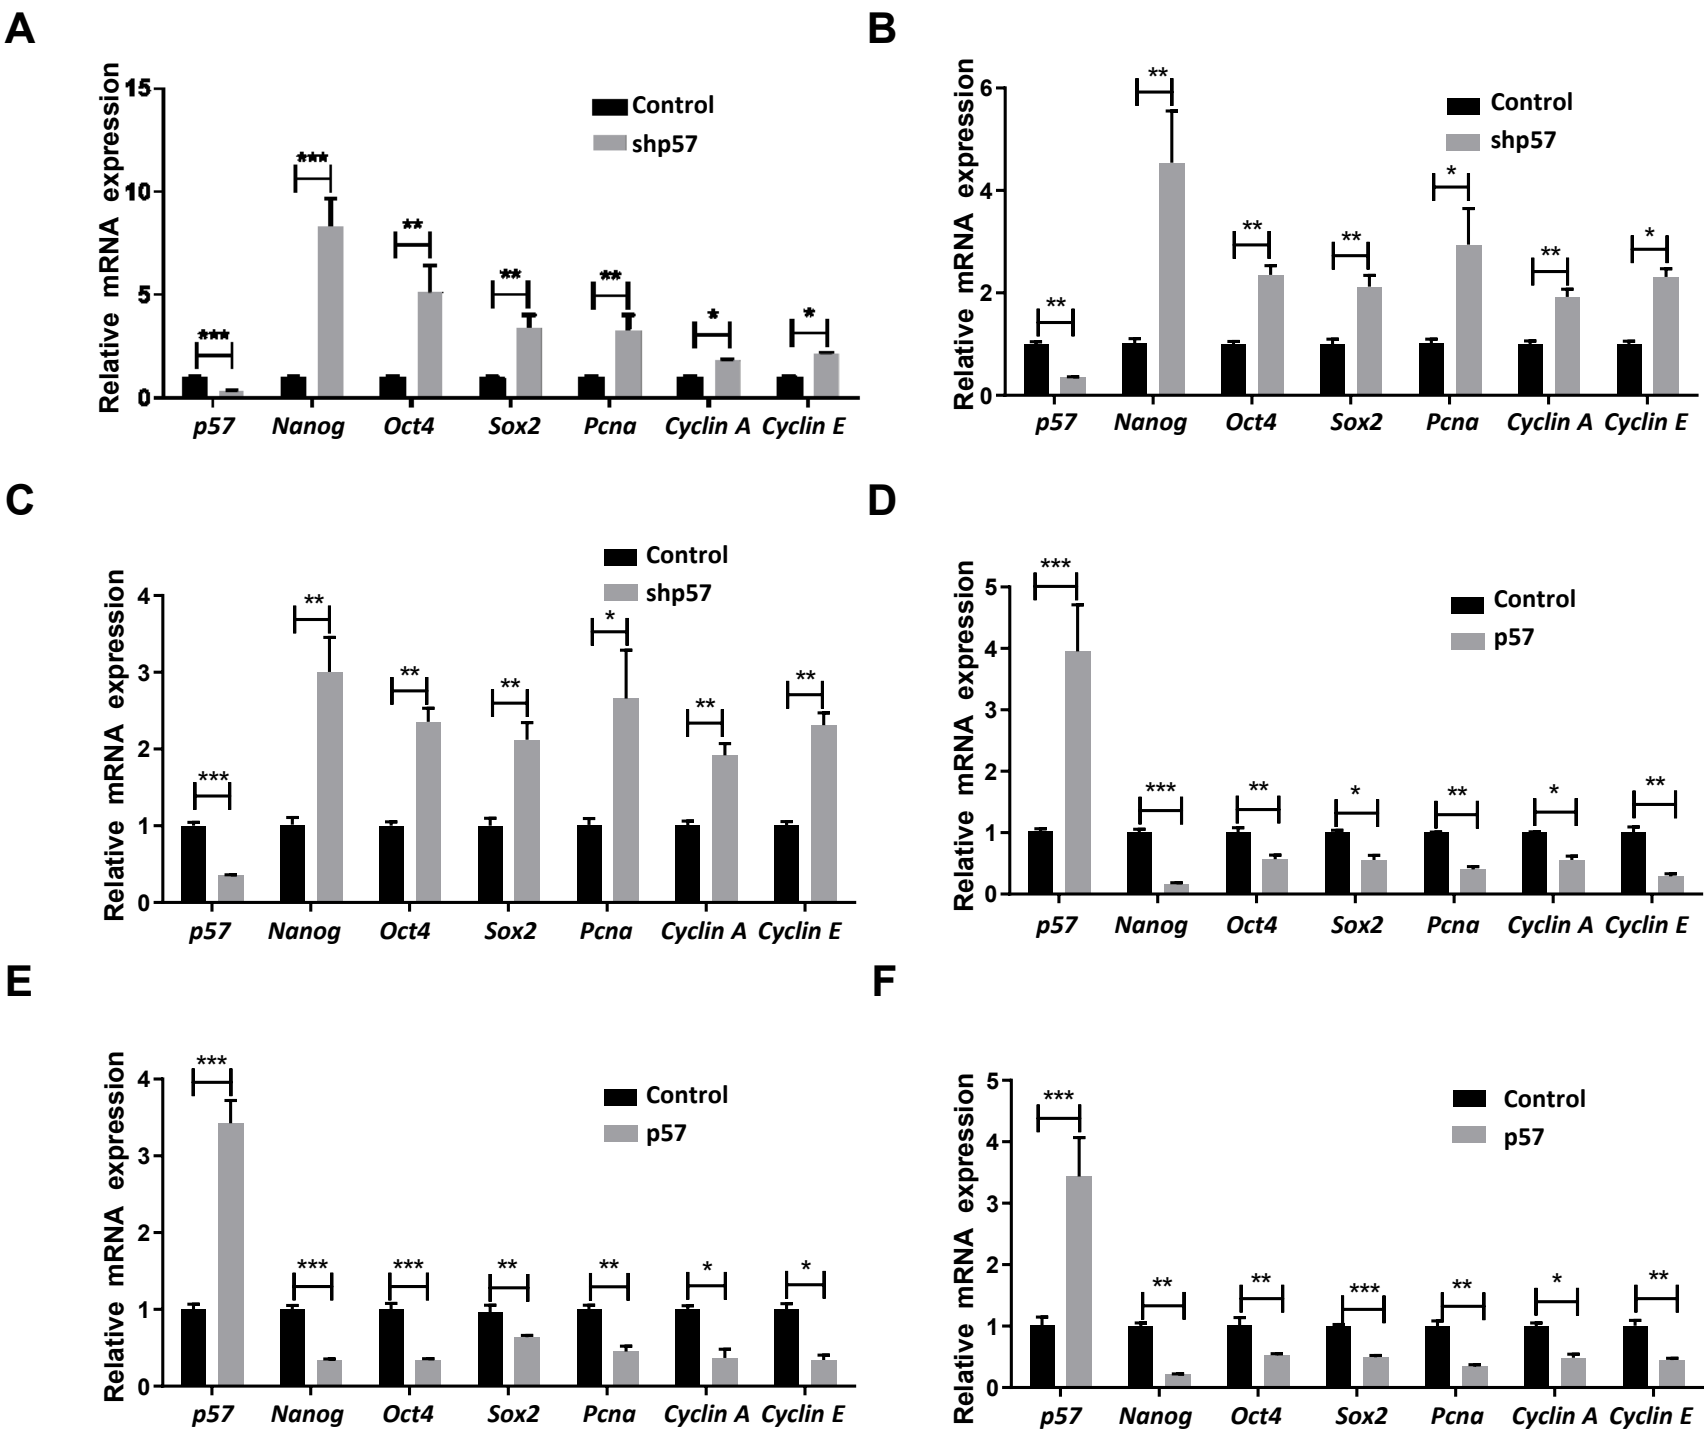 A
Relative mRNA expression
15
10
5
0
Control
shp57
***
***
**
**
**
*
*
p57 Nanog Oct4 Sox2 Pcna Cyclin A Cyclin E
B
Relative mRNA expression
6
4
2
0
Control
shp57
**
**
**
**
*
**
*
p57 Nanog Oct4 Sox2 Pcna Cyclin A Cyclin E
C
Relative mRNA expression
4
3
2
1
0
Control
shp57
***
**
**
**
*
**
**
p57 Nanog Oct4 Sox2 Pcna Cyclin A Cyclin E
D
Relative mRNA expression
5
4
3
2
1
0
Control
p57
***
***
**
*
**
*
**
p57 Nanog Oct4 Sox2 Pcna Cyclin A Cyclin E
E
Relative mRNA expression
4
3
2
1
0
Control
p57
***
***
***
**
**
*
*
p57 Nanog Oct4 Sox2 Pcna Cyclin A Cyclin E
F
Relative mRNA expression
5
4
3
2
1
0
Control
p57
***
**
**
***
**
*
**
p57 Nanog Oct4 Sox2 Pcna Cyclin A Cyclin E